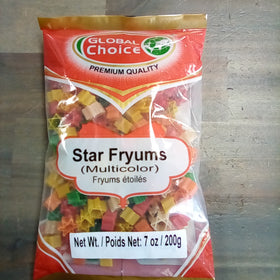 GLOBAL
Choice
PREMIUM QUALITY
Star Fryums
(Multicolor)
Fryums étoilés
Net Wt. / Poids Net: 7 oz / 200g